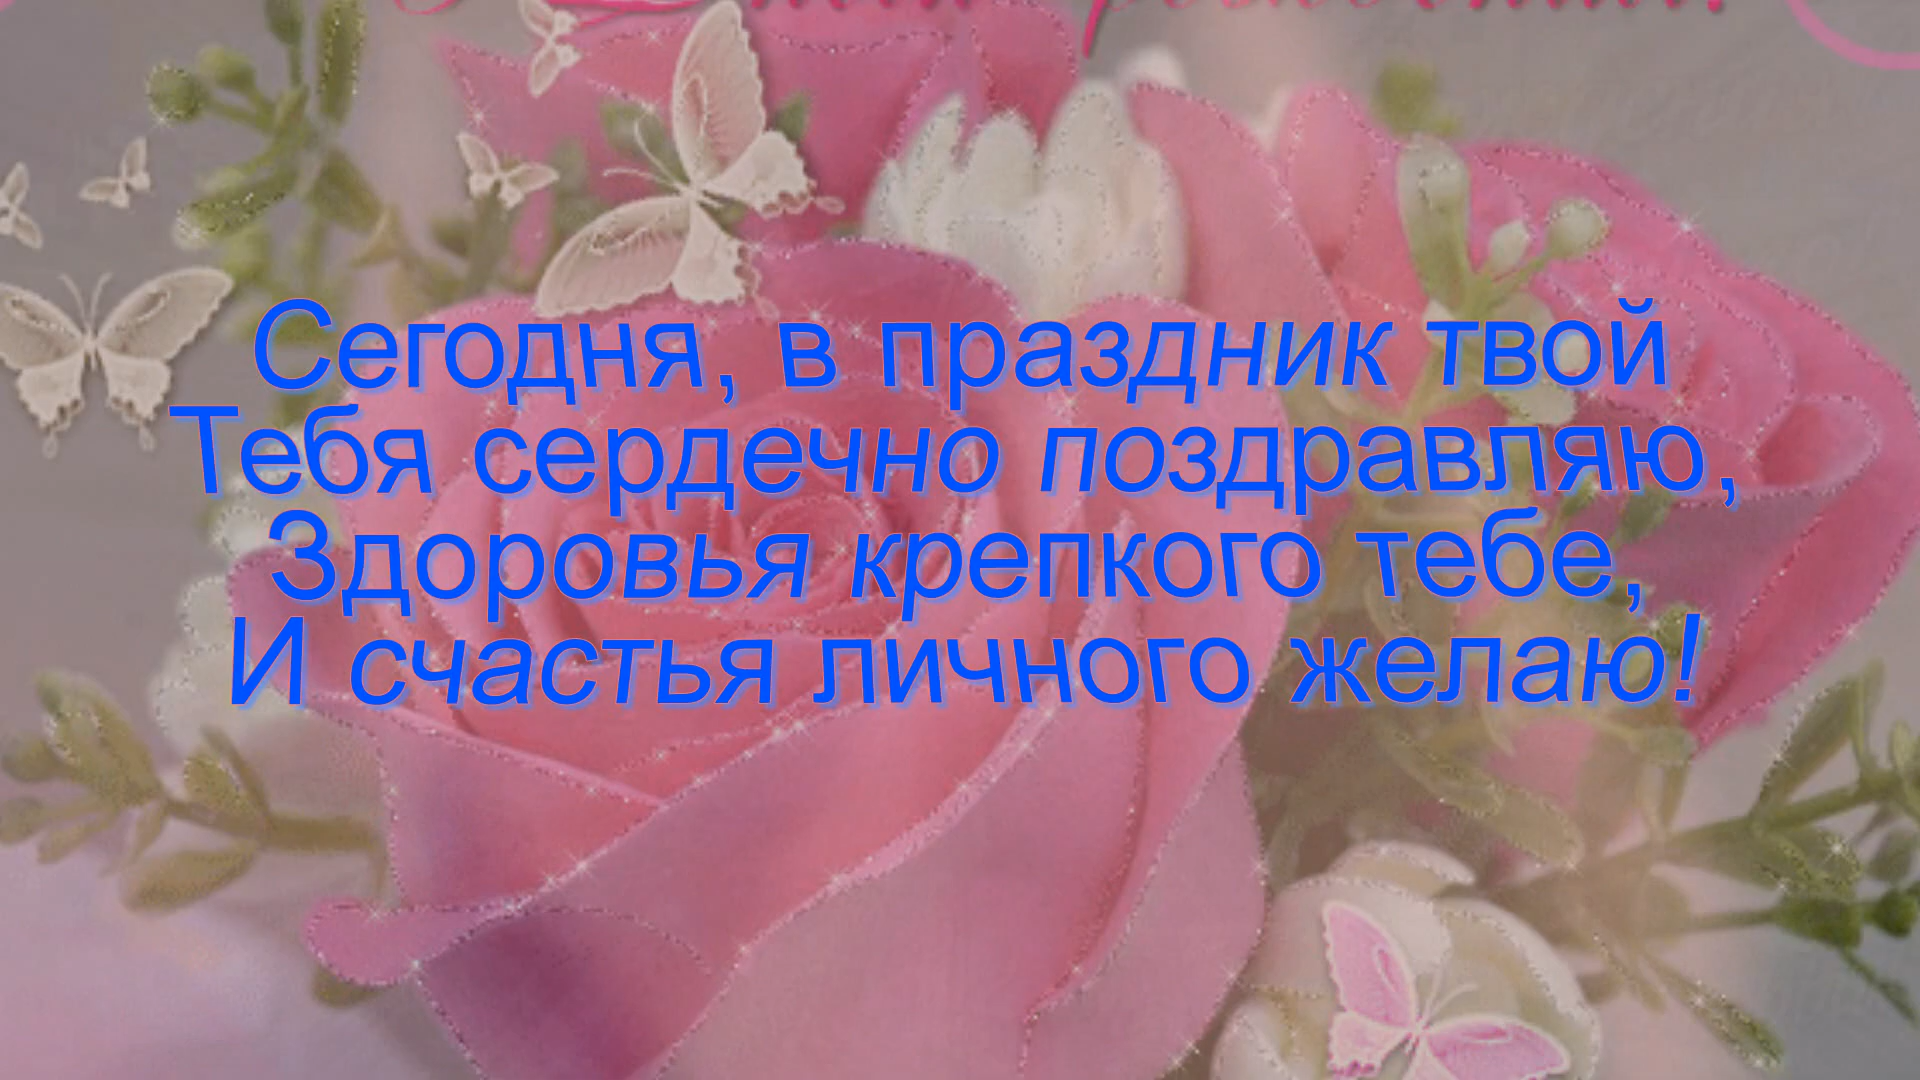 Сегодня, в праздник твой
Тебя сердечно поздравляю,
Здоровья крепкого тебе,
И счастья личного желаю!